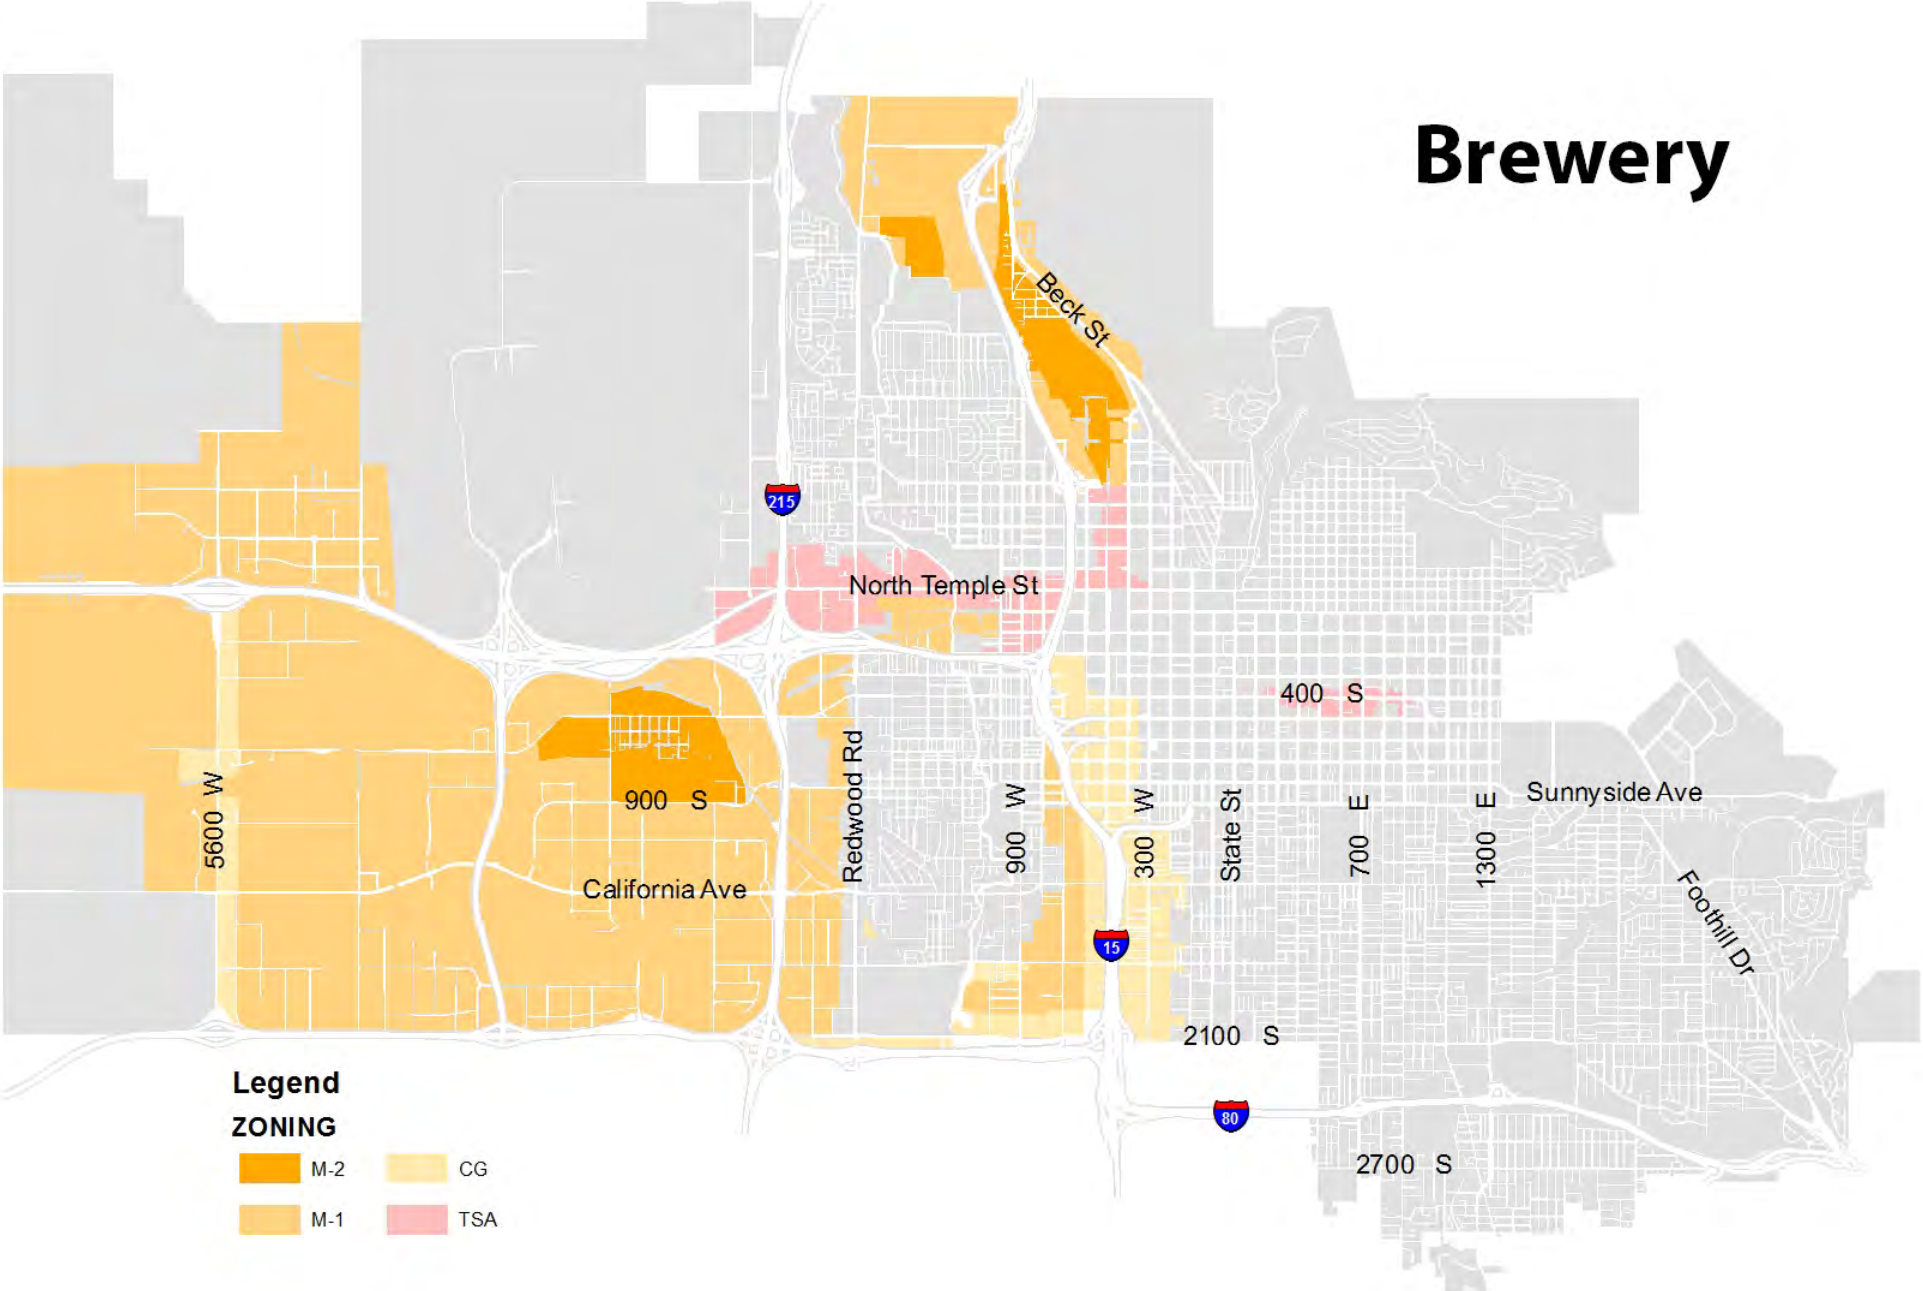 Brewery
Beck St
215
North Temple St
400 S
5600 W
900 S
Redwood Rd
900 W
300 W
State St
700 E
1300 E
Sunnyside Ave
California Ave
Foothill Dr
15
2100 S
80
2700 S
Legend
ZONING
M-2
CG
M-1
TSA